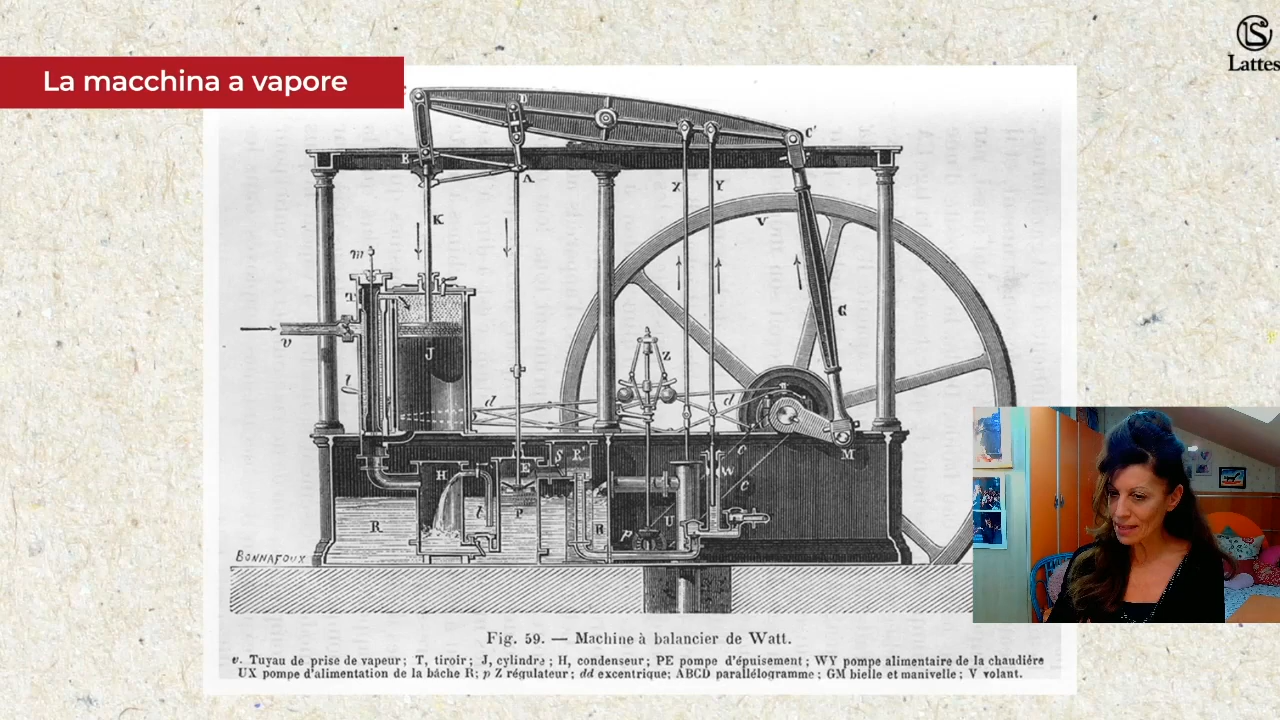 La macchina a vapore
LS
Lattes
D
C'
B
A
X
Y
K
V
m
T
v
J
G
Z
l
d
d
M
H
E
S
R'
o
W
C
R
t
P
R
U
P
BONNAFOUX
Fig. 59. — Machine à balancier de Watt.
v. Tuyau de prise de vapeur; T, tiroir; J, cylindre; H, condenseur; PE pompe d'épuisement; WY pompe alimentaire de la chaudière
UX pompe d'alimentation de la bâche R; p Z régulateur; dd excentrique; ABCD parallélogramme; GM bielle et manivelle; V volant.